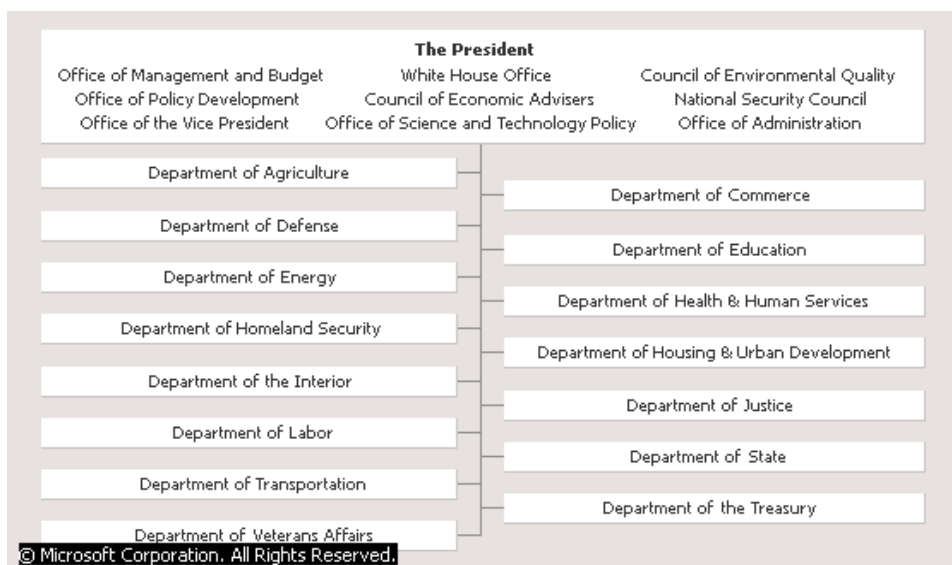 The President
Office of Management and Budget White House Office Council of Environmental Quality
Office of Policy Development Council of Economic Advisers National Security Council
Office of the Vice President Office of Science and Technology Policy Office of Administration
Department of Agriculture
Department of Commerce
Department of Defense
Department of Education
Department of Energy
Department of Health & Human Services
Department of Homeland Security
Department of Housing & Urban Development
Department of the Interior
Department of Justice
Department of Labor
Department of State
Department of Transportation
Department of the Treasury
Department of Veterans Affairs
© Microsoft Corporation. All Rights Reserved.